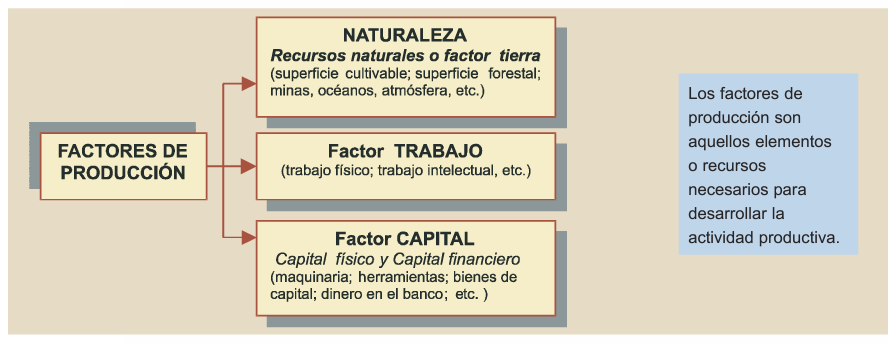 FACTORES DE
PRODUCCIÓN
NATURALEZA
Recursos naturales o factor tierra
(superficie cultivable; superficie forestal;
minas, océanos, atmósfera, etc.)
Factor TRABAJO
(trabajo físico; trabajo intelectual, etc.)
Factor CAPITAL
Capital físico y Capital financiero
(maquinaria; herramientas; bienes de
capital; dinero en el banco; etc. )
Los factores de
producción son
aquellos elementos
o recursos
necesarios para
desarrollar la
actividad productiva.